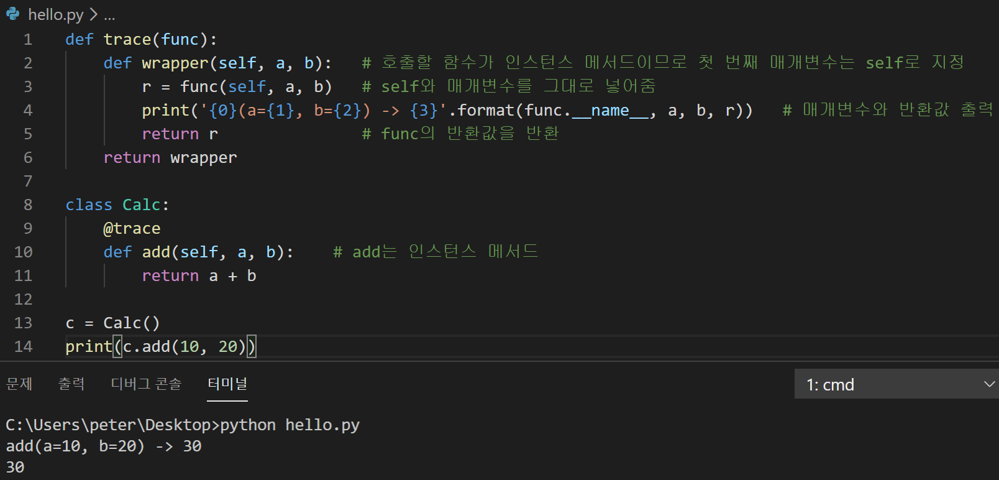 hello.py > ...
1 def trace(func):
2     def wrapper(self, a, b):   # 호출할 함수가 인스턴스 메서드이므로 첫 번째 매개변수는 self로 지정
3         r = func(self, a, b)   # self와 매개변수를 그대로 넣어줌
4         print('{0}(a={1}, b={2}) -> {3}'.format(func.__name__, a, b, r))   # 매개변수와 반환값 출력
5         return r               # func의 반환값을 반환
6     return wrapper
7
8 class Calc:
9     @trace
10     def add(self, a, b):    # add는 인스턴스 메서드
11         return a + b
12
13 c = Calc()
14 print(c.add(10, 20))
문제 출력 디버그 콘솔 터미널 1: cmd
C:\Users\peter\Desktop>python hello.py
add(a=10, b=20) -> 30
30